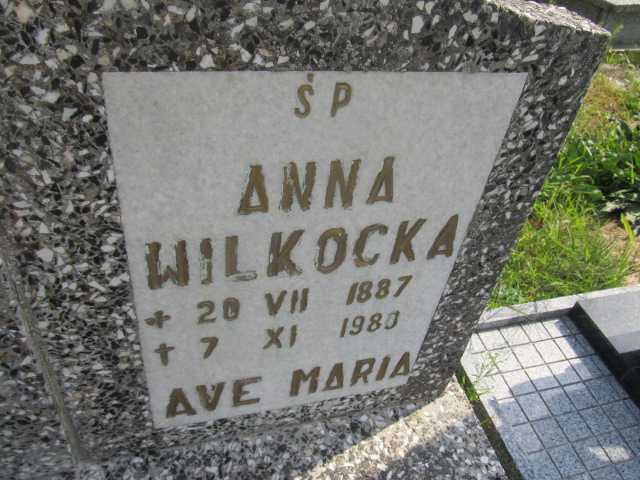 ŚP
ANNA
WILKOCKA
* 20 VII 1887
+ 7 XI 1980
AVE MARIA